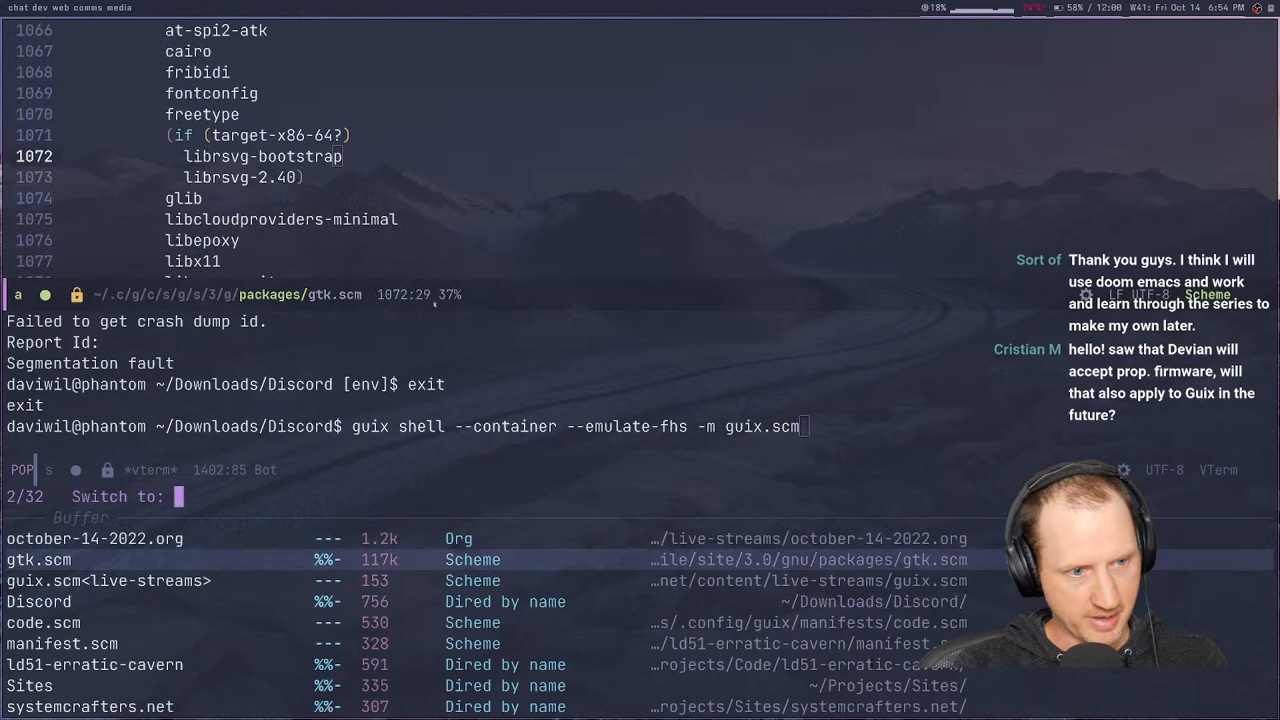 chat dev web comms media
18%
58% / 12:00
W41: Fri Oct 14
6:54 PM
1066 at-spi2-atk
1067 cairo
1068 fribidi
1069 fontconfig
1070 freetype
1071 (if (target-x86-64?)
1072 librsvg-bootstrap
1073 librsvg-2.40)
1074 glib
1075 libcloudproviders-minimal
1076 libepoxy
1077 libx11
a ~/.c/g/c/s/g/s/3/g/packages/gtk.scm 1072:29 37% LF UTF-8 Scheme
Failed to get crash dump id.
Report Id:
Segmentation fault
daviwil@phantom ~/Downloads/Discord [env]$ exit
exit
daviwil@phantom ~/Downloads/Discord$ guix shell --container --emulate-fhs -m guix.scm
Sort of Thank you guys. I think I will
use doom emacs and work
and learn through the series to
make my own later.
Cristian M hello! saw that Devian will
accept prop. firmware, will
that also apply to Guix in the
future?
POP s *vterm* 1402:85 Bot UTF-8 VTerm
2/32 Switch to:
Buffer
october-14-2022.org --- 1.2k Org …/live-streams/october-14-2022.org
gtk.scm %%- 117k Scheme …ile/site/3.0/gnu/packages/gtk.scm
guix.scm<live-streams> --- 153 Scheme …net/content/live-streams/guix.scm
Discord %%- 756 Dired by name ~/Downloads/Discord/
code.scm --- 530 Scheme …s/.config/guix/manifests/code.scm
manifest.scm --- 328 Scheme …/ld51-erratic-cavern/manifest.s
ld51-erratic-cavern %%- 591 Dired by name …rojects/Code/ld51-erratic-ca
Sites %%- 335 Dired by name ~/Projects/Sites/
systemcrafters.net %%- 307 Dired by name …rojects/Sites/systemcrafters.net/